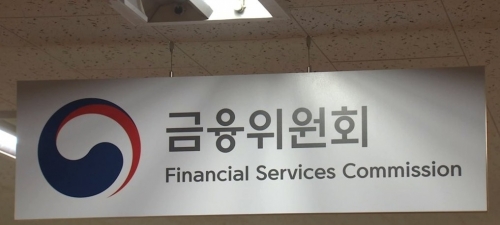 금융위원회
Financial Services Commission